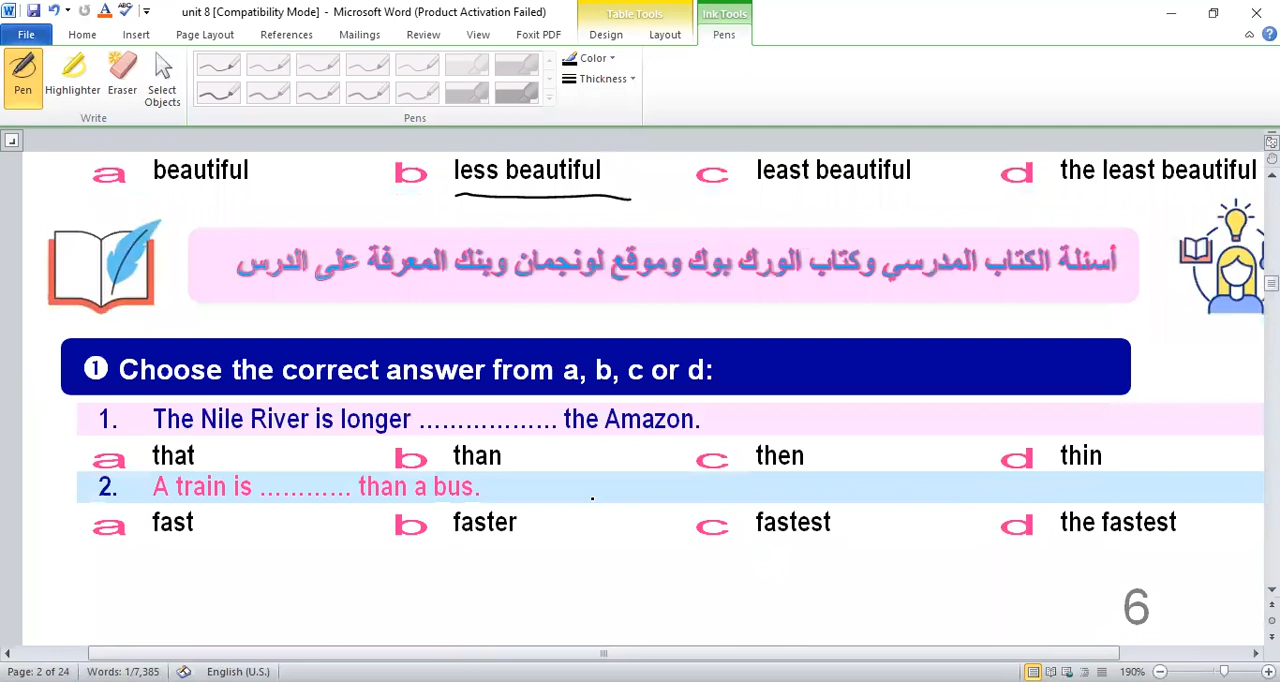 unit 8 [Compatibility Mode] - Microsoft Word (Product Activation Failed)
Table Tools
Ink Tools
File Home Insert Page Layout References Mailings Review View Foxit PDF Design Layout Pens
Pen Highlighter Eraser Select Objects
Color
Thickness
Write
Pens
a beautiful b less beautiful c least beautiful d the least beautiful
أسئلة الكتاب المدرسي وكتاب الورك بوك وموقع لونجمان وبنك المعرفة على الدرس
❶ Choose the correct answer from a, b, c or d:
1. The Nile River is longer ……………… the Amazon.
a that b than c then d thin
2. A train is ………… than a bus.
a fast b faster c fastest d the fastest
6
Page: 2 of 24 Words: 1/7,385 English (U.S.) 190%